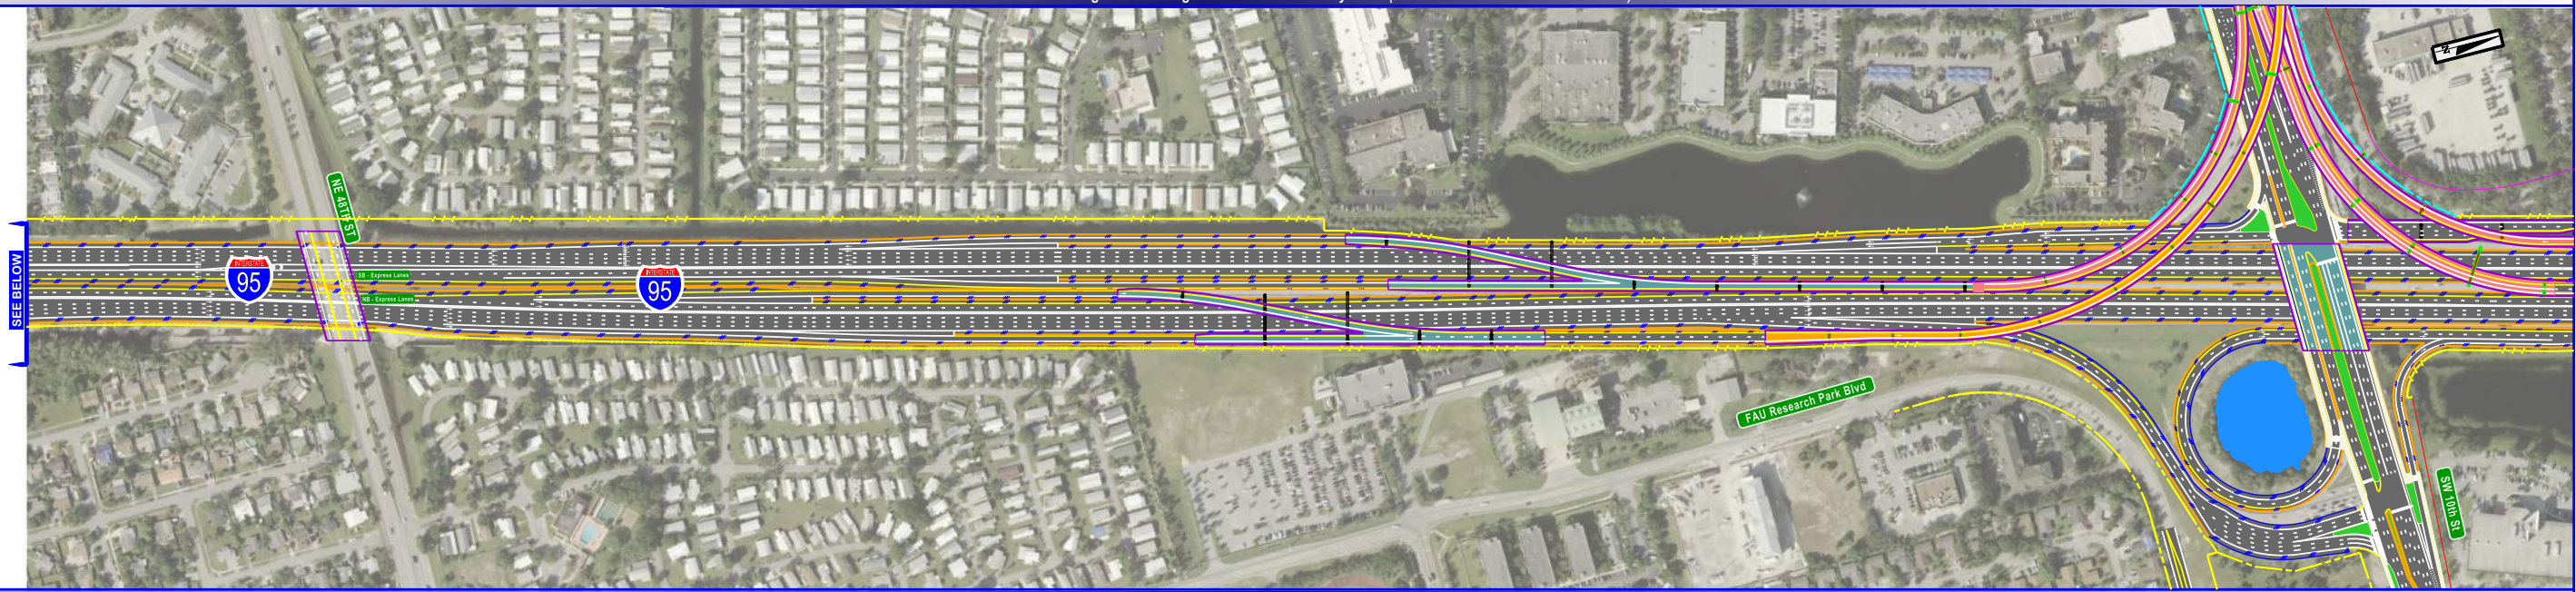 NE 48TH ST
SEE BELOW
INTERSTATE
95
INTERSTATE
95
SB - Express Lanes
NB - Express Lanes
FAU Research Park Blvd
SW 10th St
N